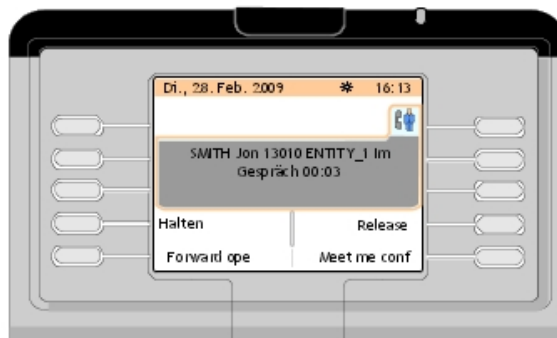 Di., 28. Feb. 2009 16:13
SMITH Jon 13010 ENTITY_1 Im
Gespräch 00:03
Halten Release
Forward ope Meet me conf